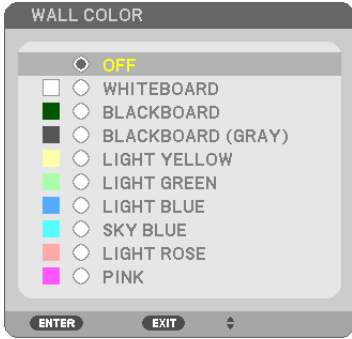 WALL COLOR
OFF
WHITEBOARD
BLACKBOARD
BLACKBOARD (GRAY)
LIGHT YELLOW
LIGHT GREEN
LIGHT BLUE
SKY BLUE
LIGHT ROSE
PINK
ENTER EXIT